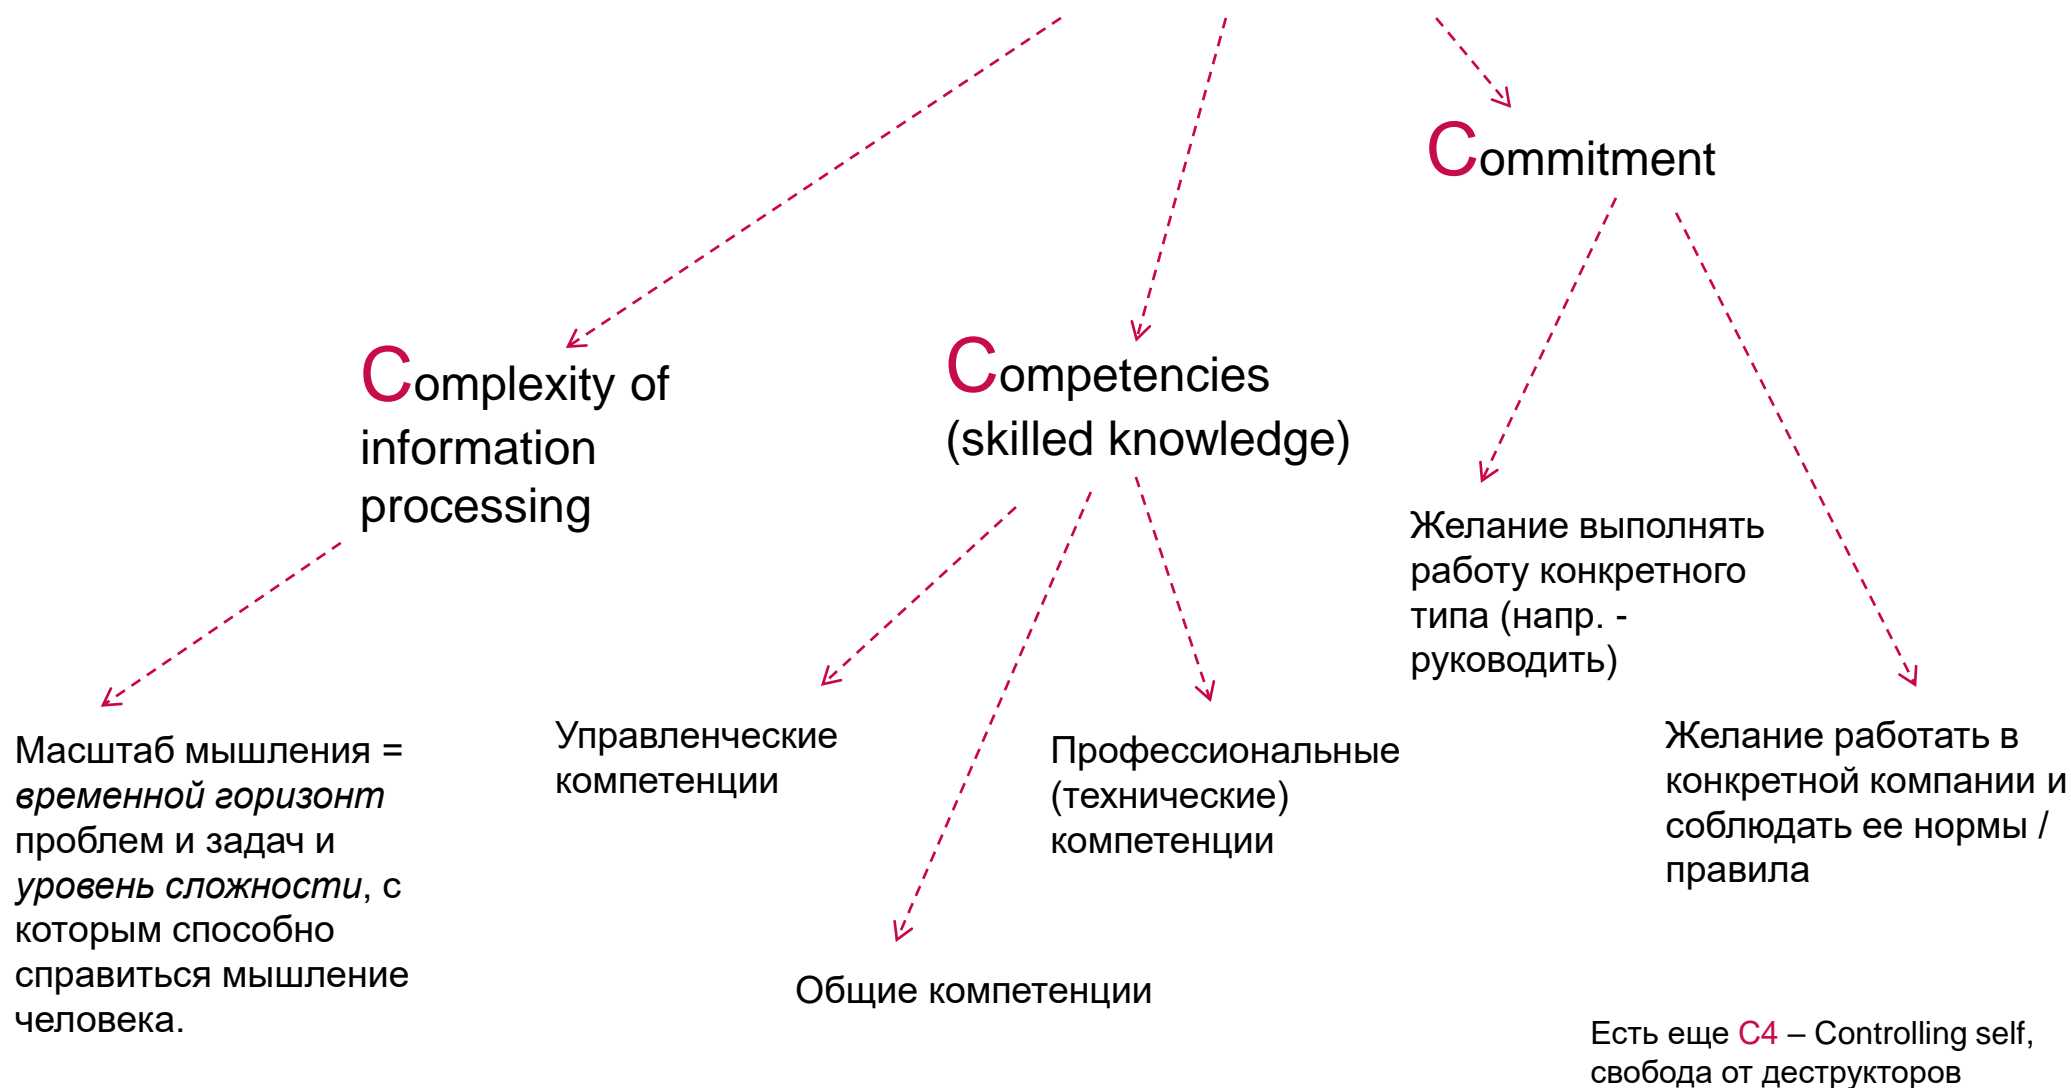 Commitment
Complexity of
information
processing
Competencies
(skilled knowledge)
Желание выполнять
работу конкретного
типа (напр. -
руководить)
Масштаб мышления =
временной горизонт
проблем и задач и
уровень сложности, с
которым способно
справиться мышление
человека.
Управленческие
компетенции
Профессиональные
(технические)
компетенции
Желание работать в
конкретной компании и
соблюдать ее нормы /
правила
Общие компетенции
Есть еще C4 – Controlling self,
свобода от деструкторов